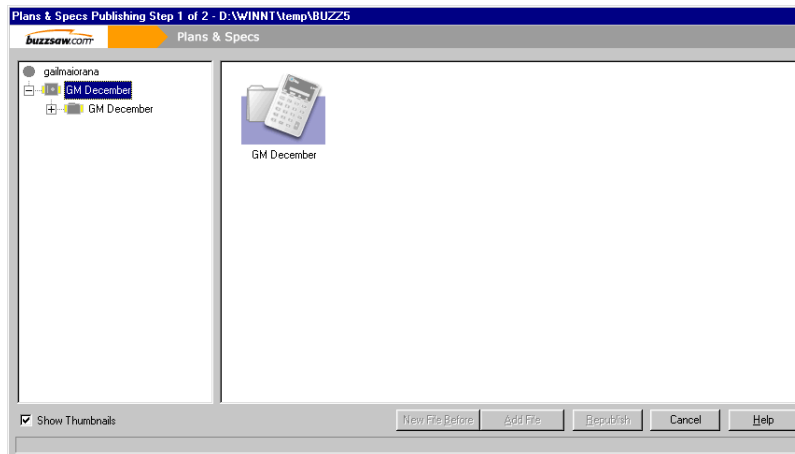 Plans & Specs Publishing Step 1 of 2 - D:\WINNT\temp\BUZZ5
buzzsaw.com
Plans & Specs
gailmaiorana
GM December
GM December
GM December
Show Thumbnails
New File Before
Add File
Republish
Cancel
Help